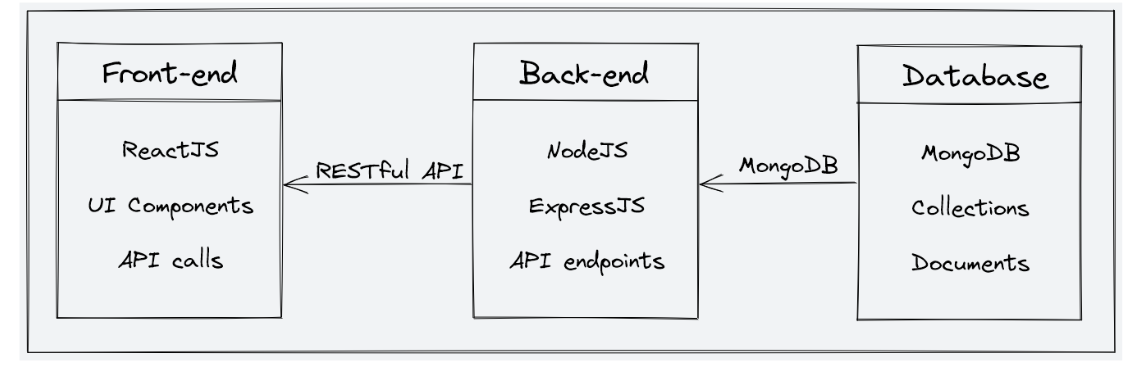 Front-end
ReactJS
UI Components
API calls
RESTful API
Back-end
NodeJS
ExpressJS
API endpoints
MongoDB
Database
MongoDB
Collections
Documents